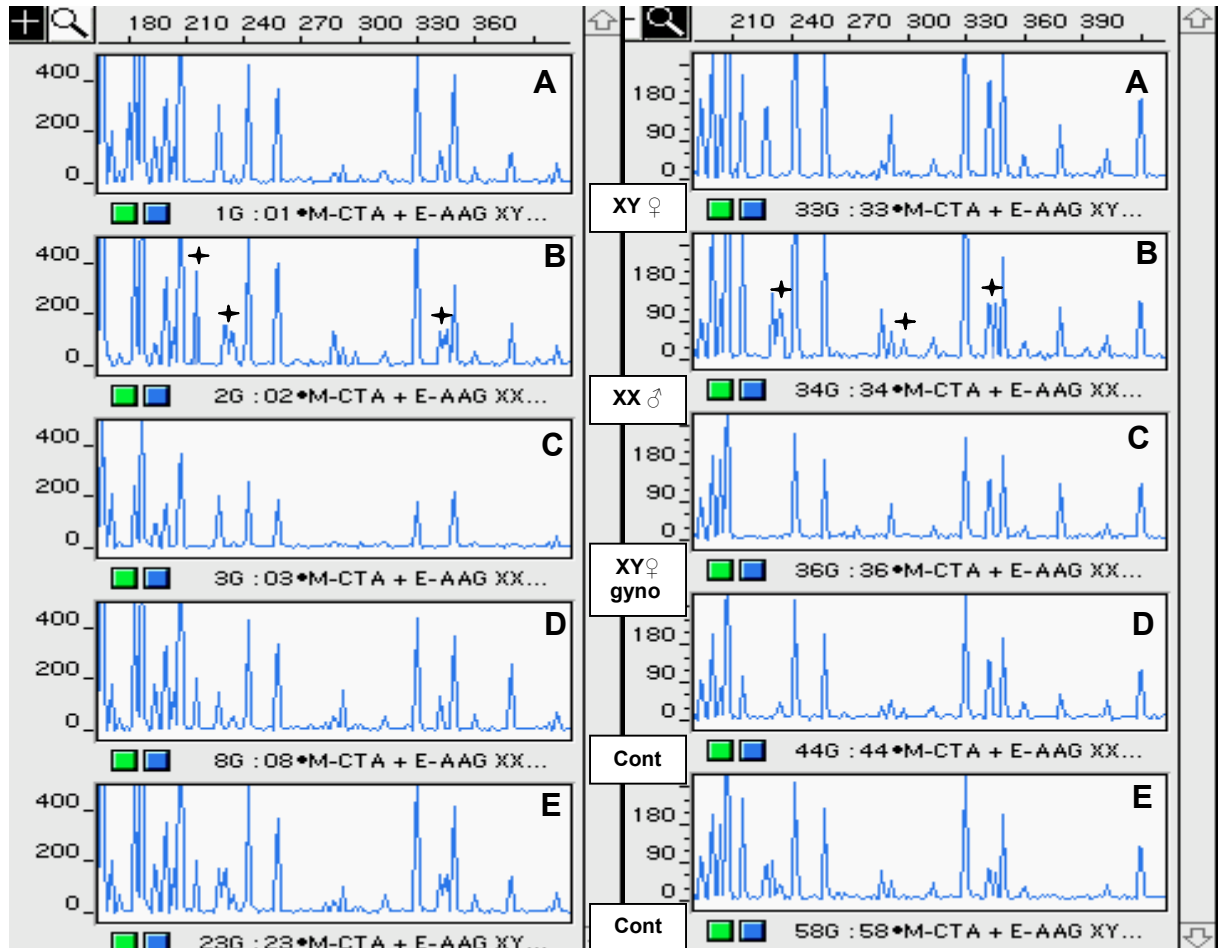 180 210 240 270 300 330 360
400
200
0
A
1G : 01•M-CTA + E-AAG XY...
400
200
0
B
2G : 02•M-CTA + E-AAG XX...
400
200
0
C
3G : 03•M-CTA + E-AAG XX...
400
200
0
D
8G : 08•M-CTA + E-AAG XX...
400
200
0
E
23G : 23•M-CTA + E-AAG XY...
XY ♀
XX ♂
XY♀
gyno
Cont
Cont
210 240 270 300 330 360 390
180
90
0
A
33G : 33•M-CTA + E-AAG XY...
180
90
0
B
34G : 34•M-CTA + E-AAG XX...
180
90
0
C
36G : 36•M-CTA + E-AAG XX...
180
90
0
D
44G : 44•M-CTA + E-AAG XX...
180
90
0
E
58G : 58•M-CTA + E-AAG XY...